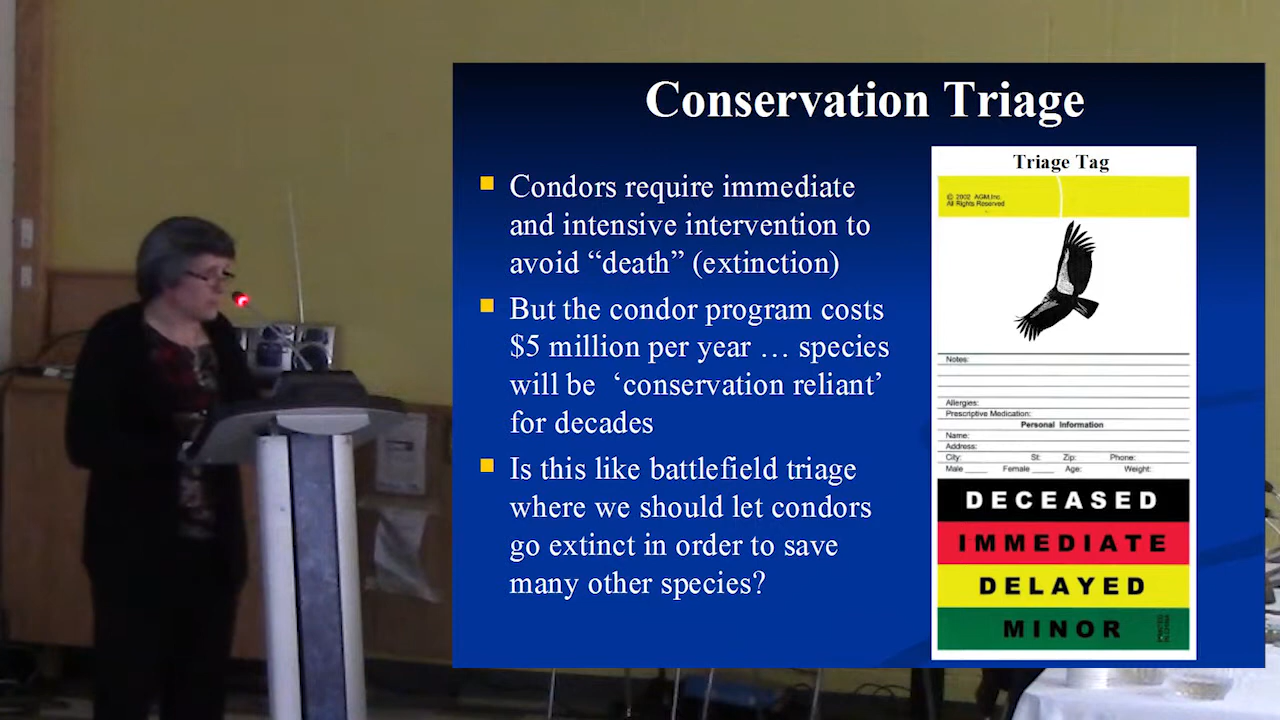 Conservation Triage
Condors require immediate
and intensive intervention to
avoid “death” (extinction)
But the condor program costs
$5 million per year … species
will be ‘conservation reliant’
for decades
Is this like battlefield triage
where we should let condors
go extinct in order to save
many other species?
Triage Tag
© 2002 AGM,Inc.
All Rights Reserved
Notes:
Allergies:
Prescriptive Medication:
Personal Information
Name:
Address:
City: St: Zip: Phone:
Male Female Age: Weight:
DECEASED
IMMEDIATE
DELAYED
MINOR